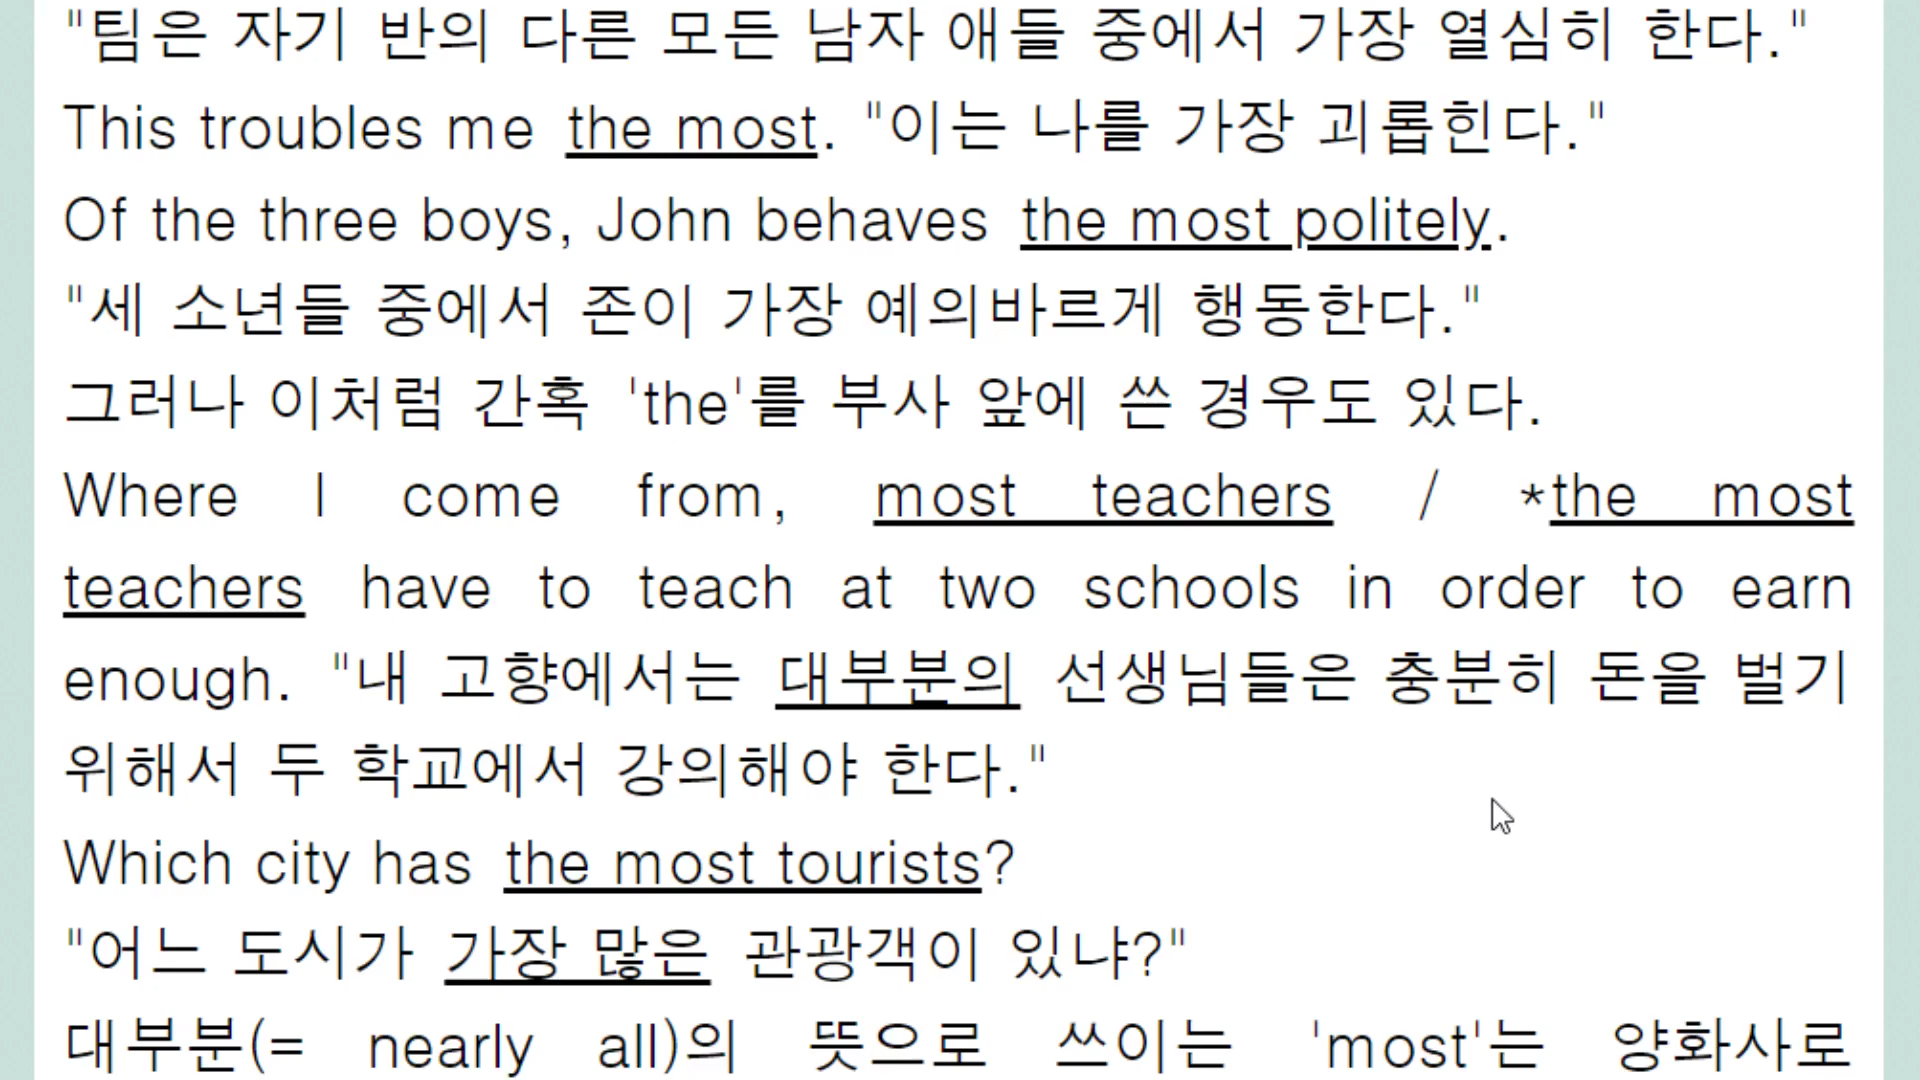 "팀은 자기 반의 다른 모든 남자 애들 중에서 가장 열심히 한다."
This troubles me the most. "이는 나를 가장 괴롭힌다."
Of the three boys, John behaves the most politely.
"세 소년들 중에서 존이 가장 예의바르게 행동한다."
그러나 이처럼 간혹 'the'를 부사 앞에 쓴 경우도 있다.
Where I come from, most teachers / *the most
teachers have to teach at two schools in order to earn
enough. "내 고향에서는 대부분의 선생님들은 충분히 돈을 벌기
위해서 두 학교에서 강의해야 한다."
Which city has the most tourists?
"어느 도시가 가장 많은 관광객이 있냐?"
대부분(= nearly all)의 뜻으로 쓰이는 'most'는 양화사로